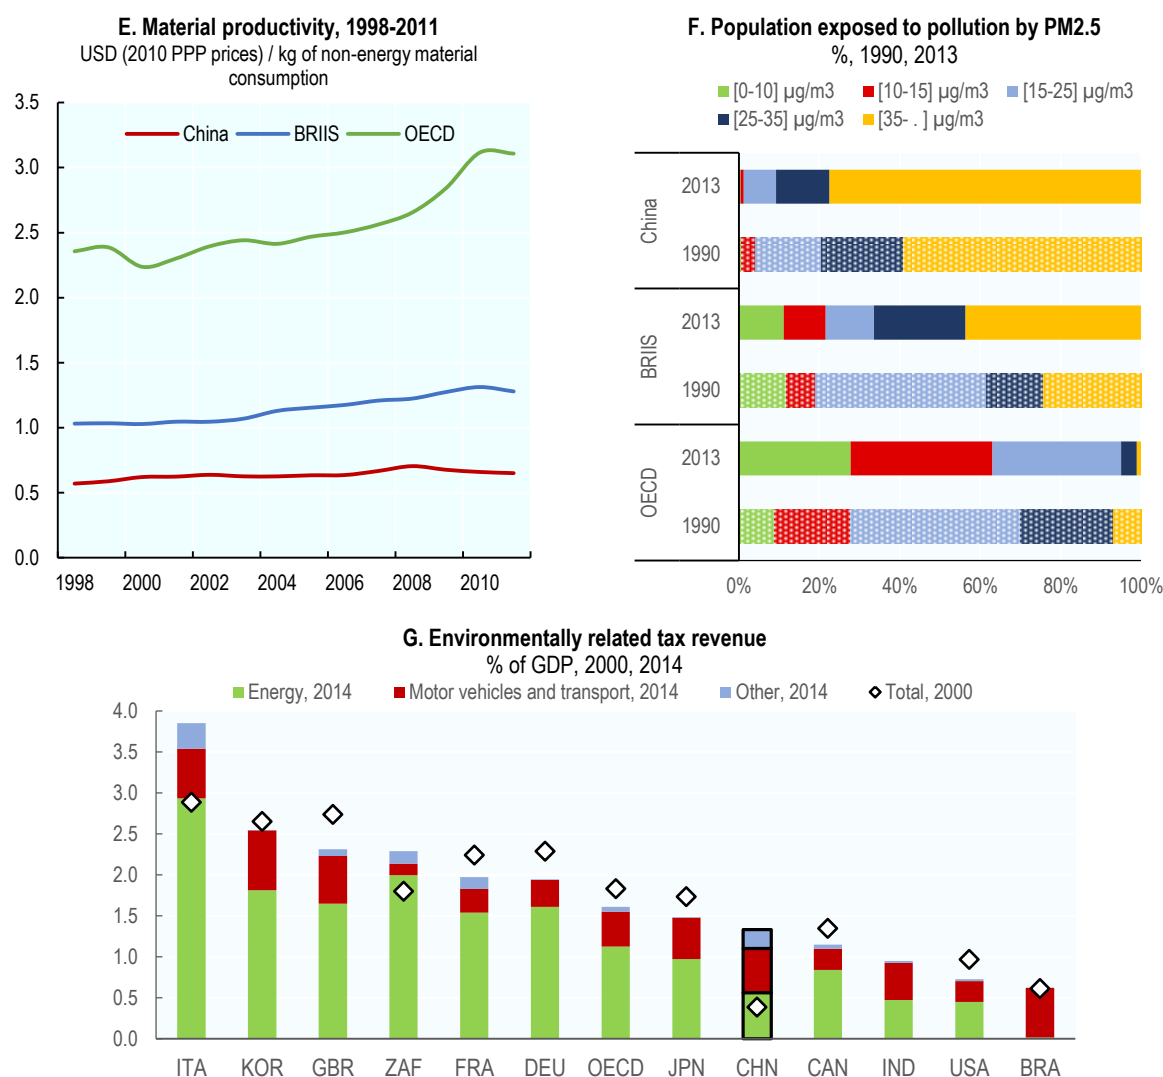 E. Material productivity, 1998-2011
USD (2010 PPP prices) / kg of non-energy material
consumption
3.5
3.0
2.5
2.0
1.5
1.0
0.5
0.0
China BRIIS OECD
1998 2000 2002 2004 2006 2008 2010
F. Population exposed to pollution by PM2.5
%, 1990, 2013
[0-10] µg/m3 [10-15] µg/m3 [15-25] µg/m3
[25-35] µg/m3 [35- . ] µg/m3
China
2013
1990
BRIIS
2013
1990
OECD
2013
1990
0% 20% 40% 60% 80% 100%
G. Environmentally related tax revenue
% of GDP, 2000, 2014
Energy, 2014 Motor vehicles and transport, 2014 Other, 2014 Total, 2000
4.0
3.5
3.0
2.5
2.0
1.5
1.0
0.5
0.0
ITA KOR GBR ZAF FRA DEU OECD JPN CHN CAN IND USA BRA